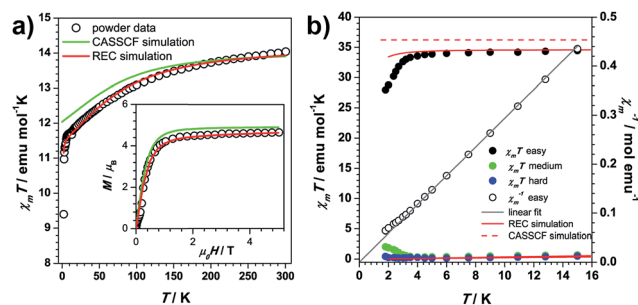 a)
powder data
CASSCF simulation
REC simulation
15
14
13
12
11
10
9
8
χₘT / emu mol⁻¹K
0 50 100 150 200 250 300
T / K
6
4
2
0
M / μB
0 2 4
μ₀H / T
b)
40
35
30
25
20
15
10
5
0
χₘT / emu mol⁻¹K
χₘT easy
χₘT medium
χₘT hard
χₘ⁻¹ easy
linear fit
REC simulation
CASSCF simulation
0 2 4 6 8 10 12 14 16
T / K
0.5
0.4
0.3
0.2
0.1
0.0
χₘ⁻¹ / mol emu⁻¹